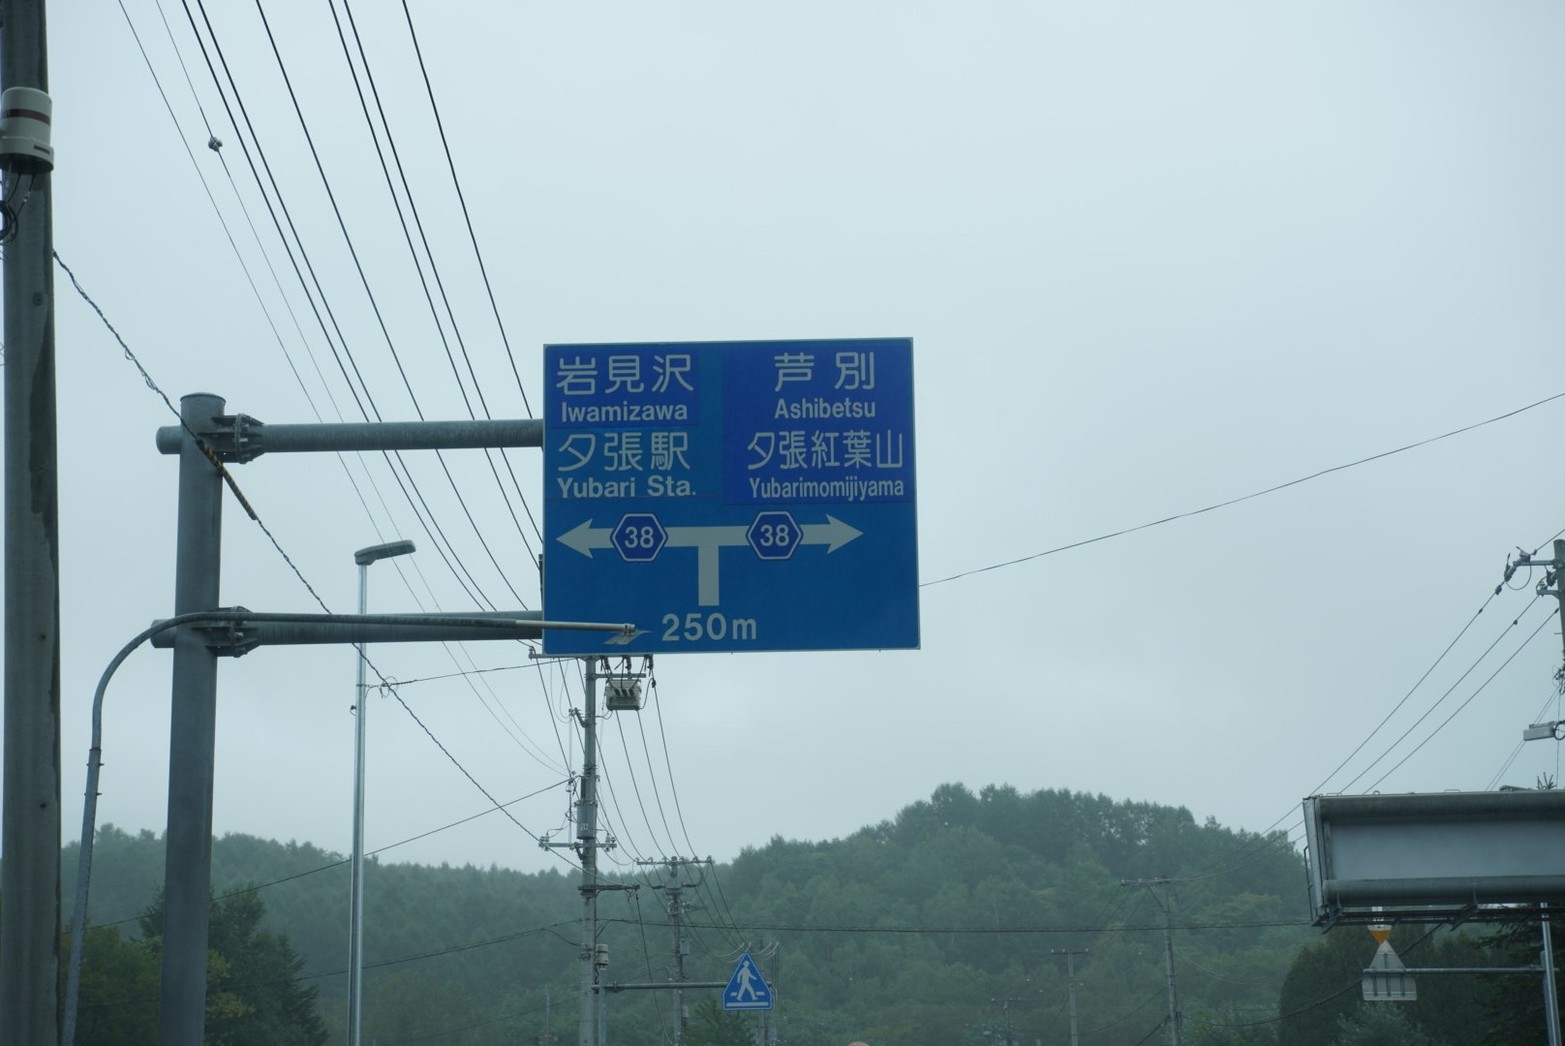 岩見沢
Iwamizawa
夕張駅
Yubari Sta.
芦別
Ashibetsu
夕張紅葉山
Yubarimomijiyama
38
38
250m